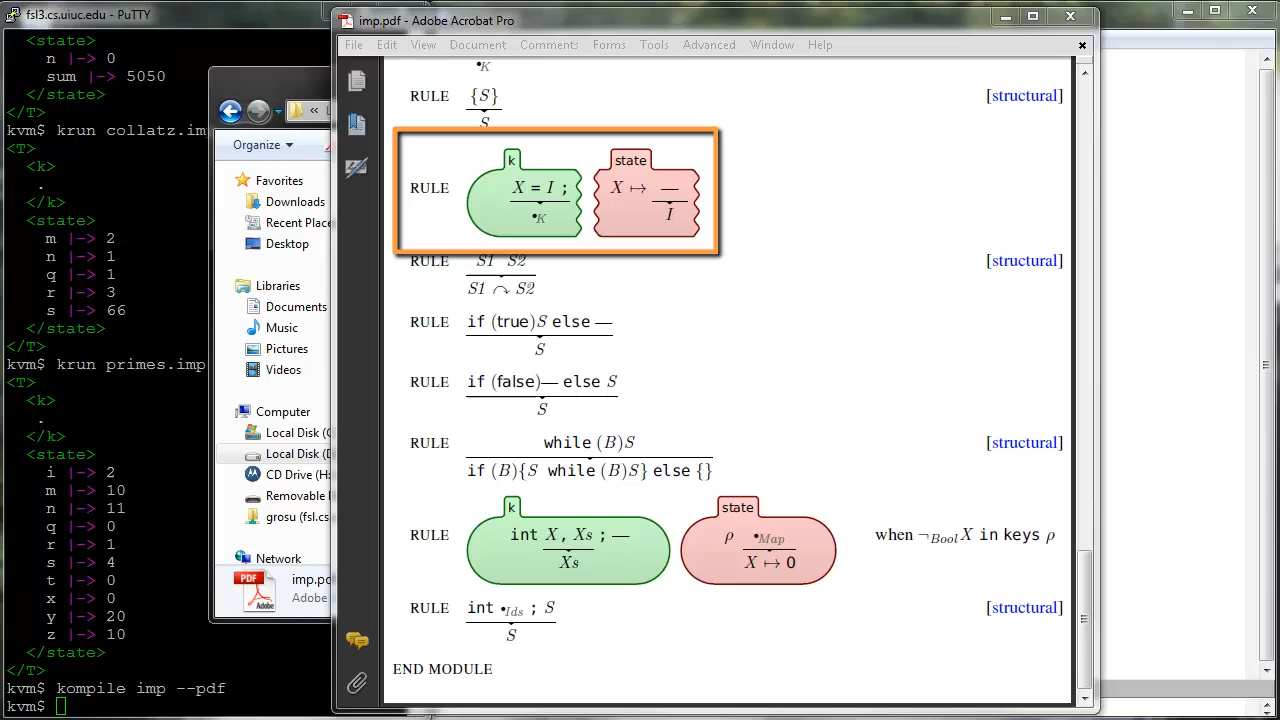 fsl3.cs.uiuc.edu - PuTTY
<state>
n |-> 0
sum |-> 5050
</state>
</T>
kvm$ krun collatz.imp
<T>
<k>
.
</k>
<state>
m |-> 2
n |-> 1
q |-> 1
r |-> 3
s |-> 66
</state>
</T>
kvm$ krun primes.imp
<T>
<k>
.
</k>
<state>
i |-> 2
m |-> 10
n |-> 11
q |-> 0
r |-> 1
s |-> 4
t |-> 0
x |-> 0
y |-> 20
z |-> 10
</state>
</T>
kvm$ kompile imp --pdf
kvm$
«
Organize
Favorites
Downloads
Recent Place
Desktop
Libraries
Documents
Music
Pictures
Videos
Computer
Local Disk (
Local Disk (
CD Drive (H:
Removable
grosu (fsl.cs
Network
PDF
Adobe
imp.pdf
Adobe
imp.pdf - Adobe Acrobat Pro
File Edit View Document Comments Forms Tools Advanced Window Help
•K
RULE {S} [structural]
S
k state
RULE X = I ; X ↦ —
•K I
RULE S1 S2 [structural]
S1 ↷ S2
RULE if (true)S else —
S
RULE if (false)— else S
S
RULE while (B)S [structural]
if (B){S while (B)S} else {}
k state
RULE int X, Xs ; — ρ •Map when ¬Bool X in keys ρ
Xs X ↦ 0
RULE int •Ids ; S [structural]
S
END MODULE